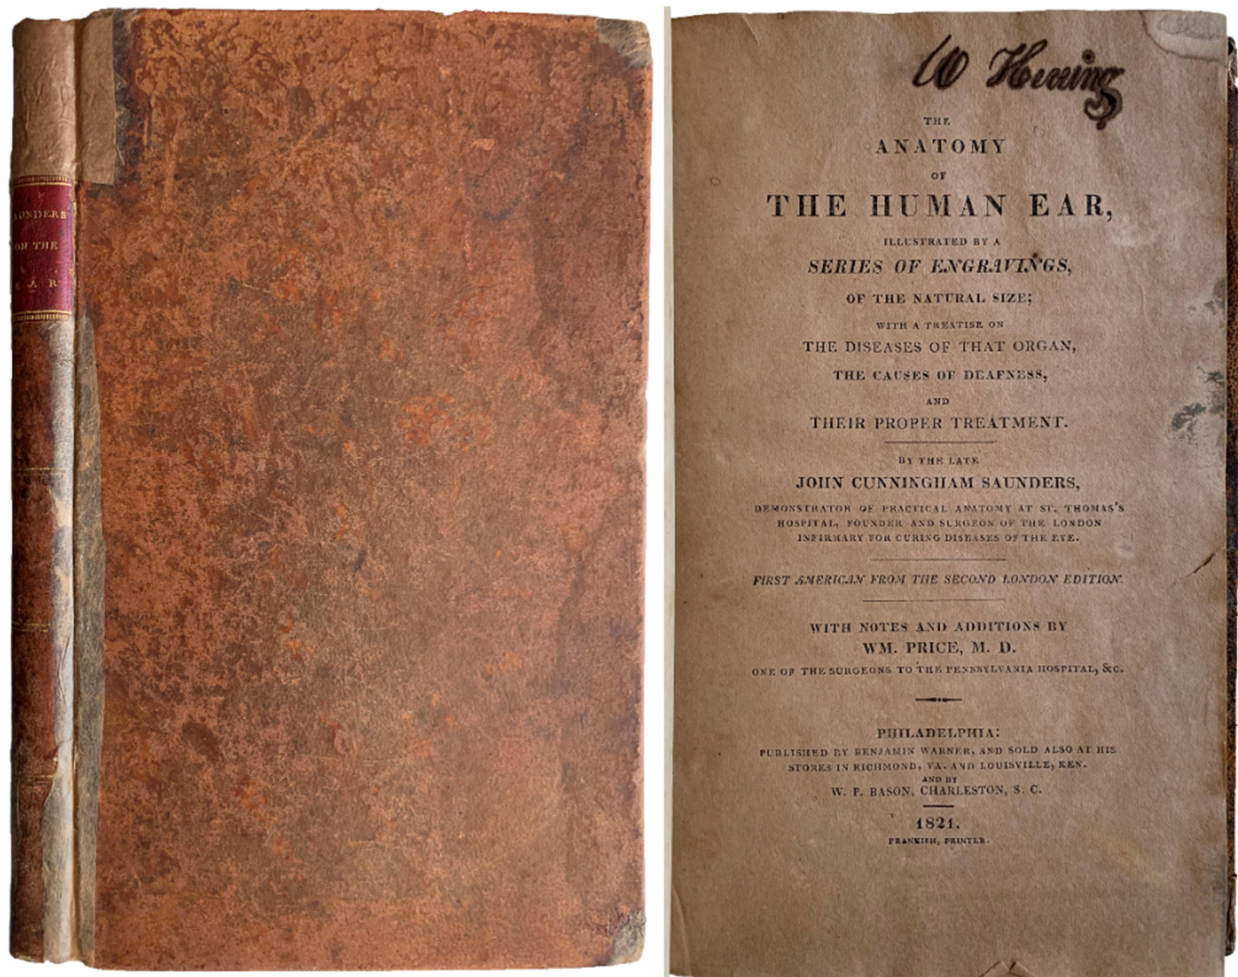 AUNDERS
ON THE
EAR
W Hening
THE
ANATOMY
OF
THE HUMAN EAR,
ILLUSTRATED BY A
SERIES OF ENGRAVINGS,
OF THE NATURAL SIZE;
WITH A TREATISE ON
THE DISEASES OF THAT ORGAN,
THE CAUSES OF DEAFNESS,
AND
THEIR PROPER TREATMENT.
BY THE LATE
JOHN CUNNINGHAM SAUNDERS,
DEMONSTRATOR OF PRACTICAL ANATOMY AT ST. THOMAS'S
HOSPITAL, FOUNDER AND SURGEON OF THE LONDON
INFIRMARY FOR CURING DISEASES OF THE EYE.
FIRST AMERICAN FROM THE SECOND LONDON EDITION.
WITH NOTES AND ADDITIONS BY
WM. PRICE, M. D.
ONE OF THE SURGEONS TO THE PENNSYLVANIA HOSPITAL, &C.
PHILADELPHIA:
PUBLISHED BY BENJAMIN WARNER, AND SOLD ALSO AT HIS
STORES IN RICHMOND, VA. AND LOUISVILLE, KEN.
AND BY
W. P. BASON, CHARLESTON, S. C.
1821.
FRANKISH, PRINTER.